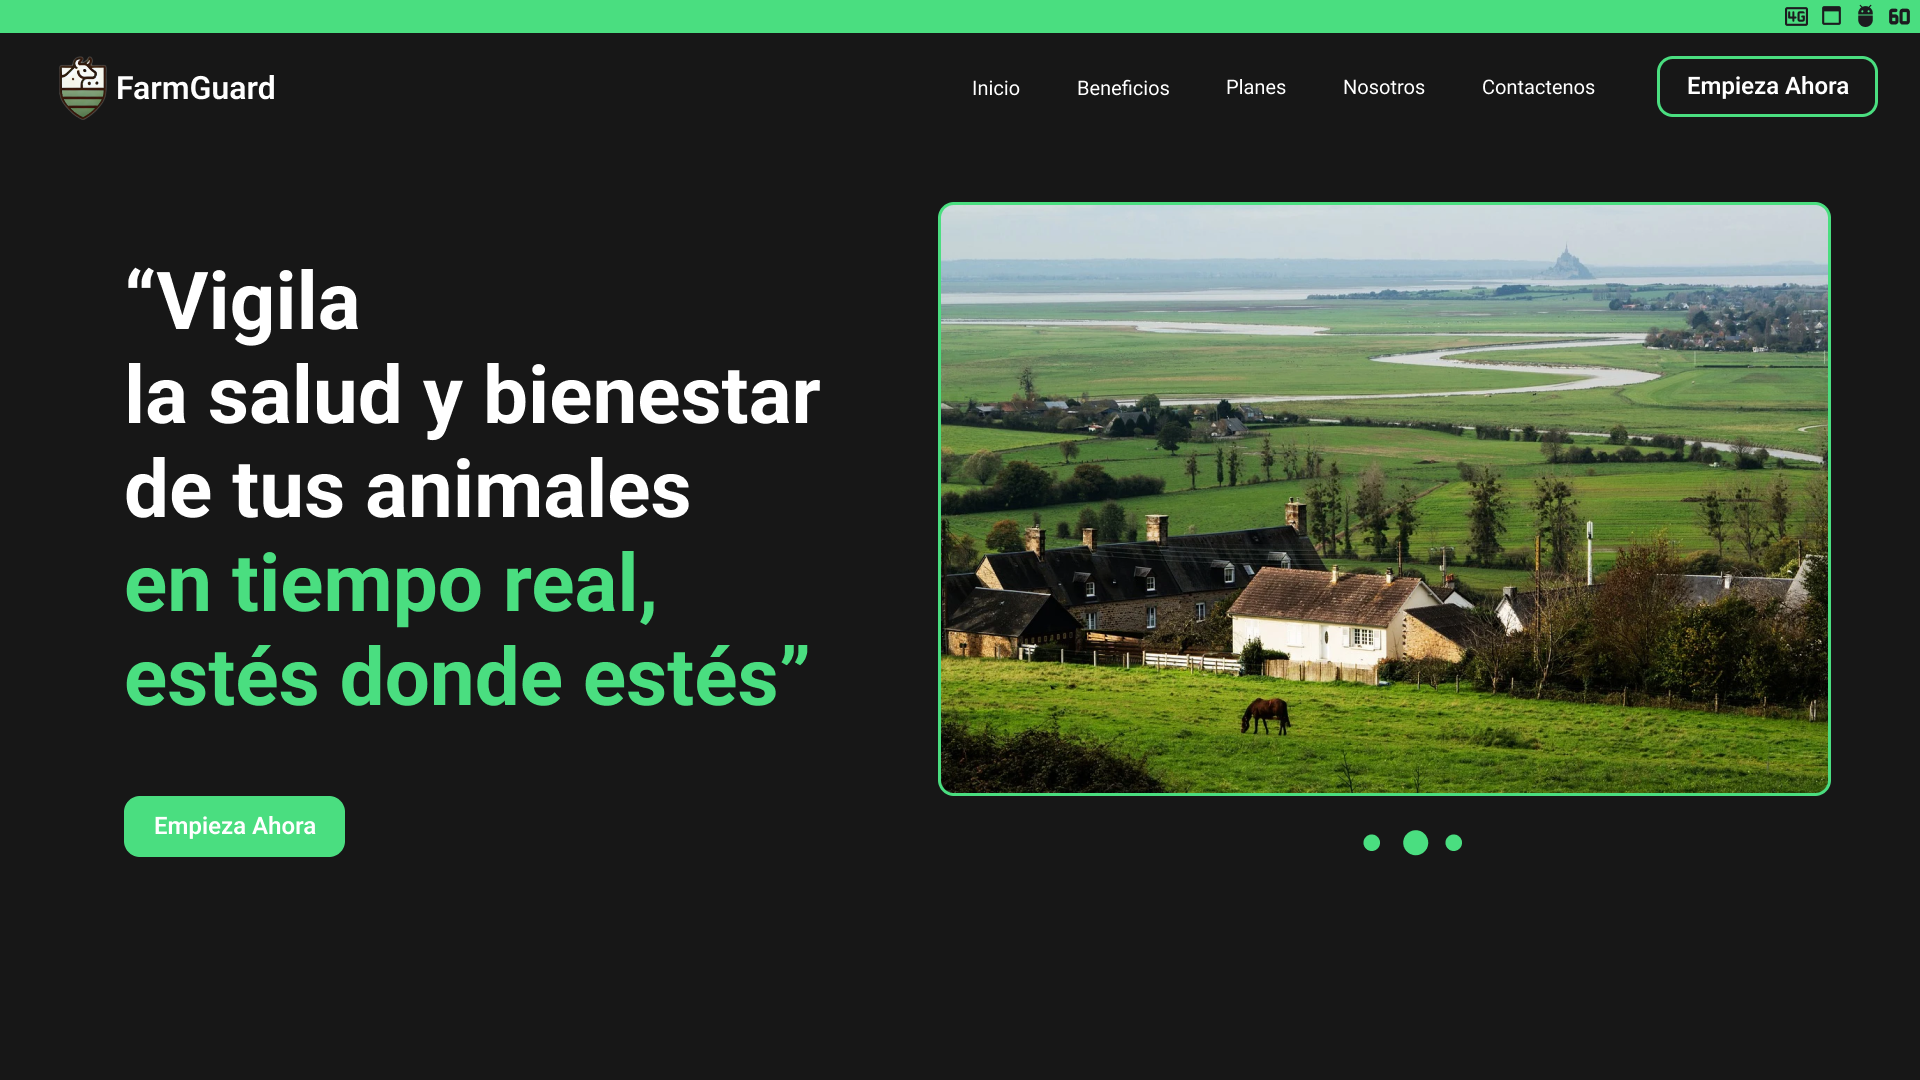 4G 60
FarmGuard
Inicio Beneficios Planes Nosotros Contactenos Empieza Ahora
“Vigila
la salud y bienestar
de tus animales
en tiempo real,
estés donde estés”
Empieza Ahora